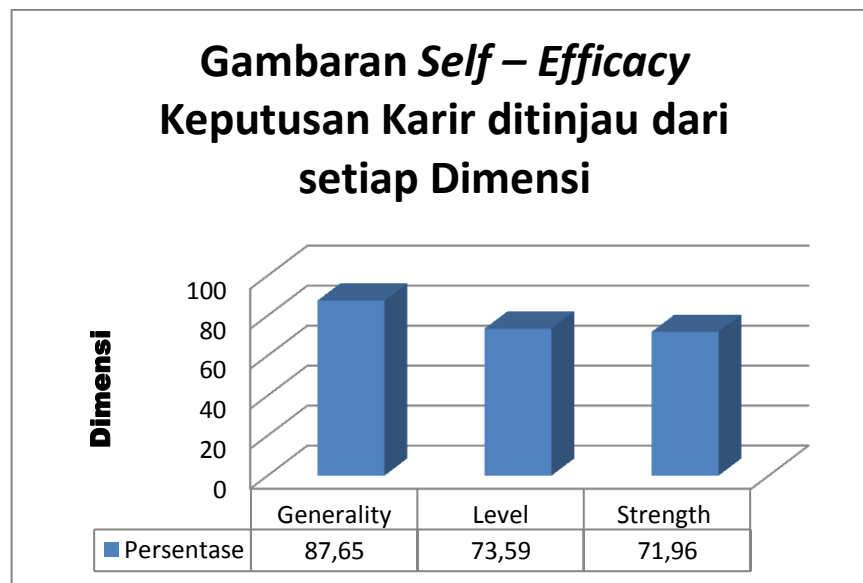 Gambaran Self – Efficacy
Keputusan Karir ditinjau dari
setiap Dimensi
Dimensi
100
80
60
40
20
0
Generality Level Strength
Persentase 87,65 73,59 71,96